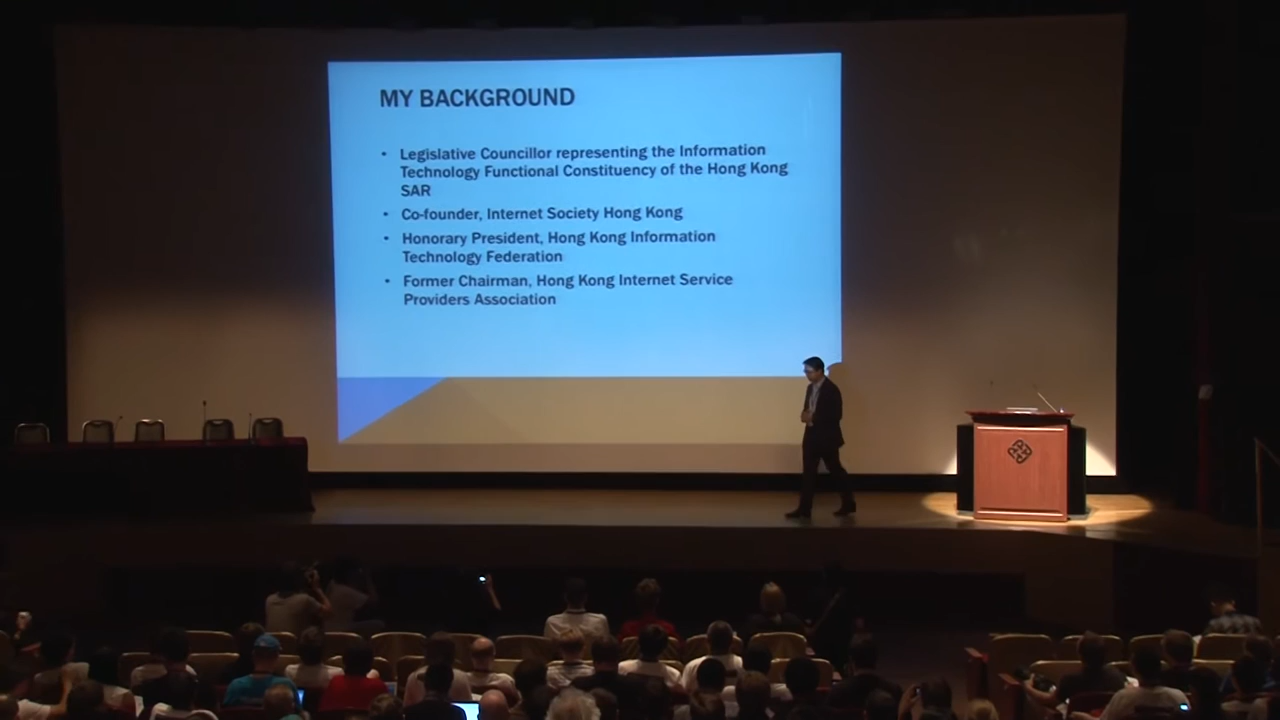 MY BACKGROUND
• Legislative Councillor representing the Information
Technology Functional Constituency of the Hong Kong
SAR
• Co-founder, Internet Society Hong Kong
• Honorary President, Hong Kong Information
Technology Federation
• Former Chairman, Hong Kong Internet Service
Providers Association